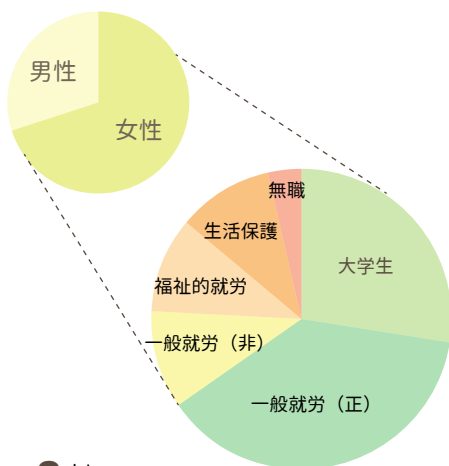 男性
女性
無職
生活保護
大学生
福祉的就労
一般就労（非）
一般就労（正）